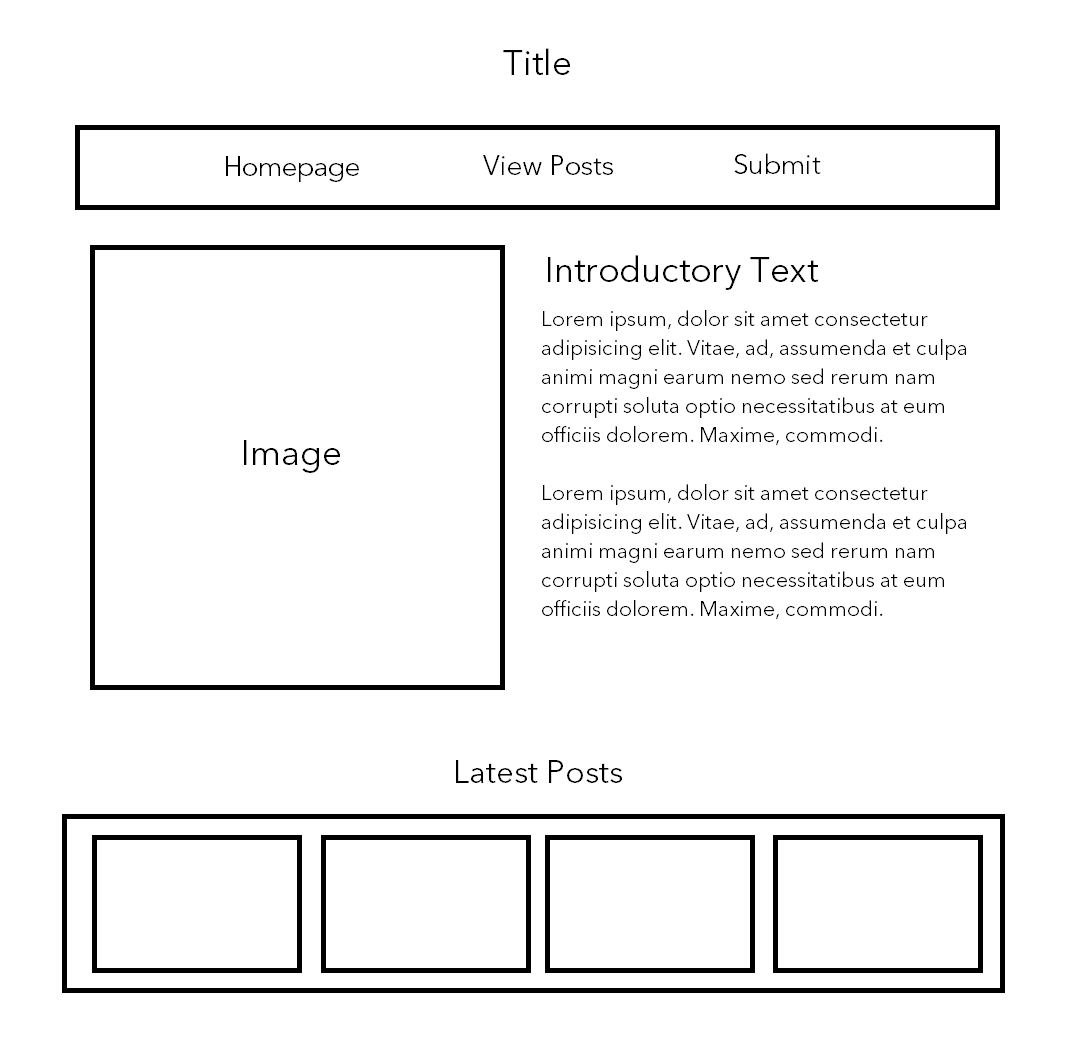 Title
Homepage
View Posts
Submit
Image
Introductory Text
Lorem ipsum, dolor sit amet consectetur
adipisicing elit. Vitae, ad, assumenda et culpa
animi magni earum nemo sed rerum nam
corrupti soluta optio necessitatibus at eum
officiis dolorem. Maxime, commodi.
Lorem ipsum, dolor sit amet consectetur
adipisicing elit. Vitae, ad, assumenda et culpa
animi magni earum nemo sed rerum nam
corrupti soluta optio necessitatibus at eum
officiis dolorem. Maxime, commodi.
Latest Posts